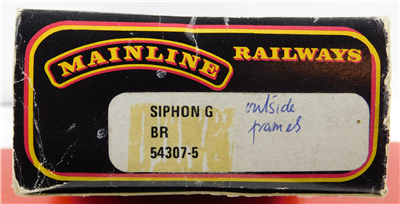 MAINLINE RAILWAYS
SIPHON G
BR
54307-5
outside
frames